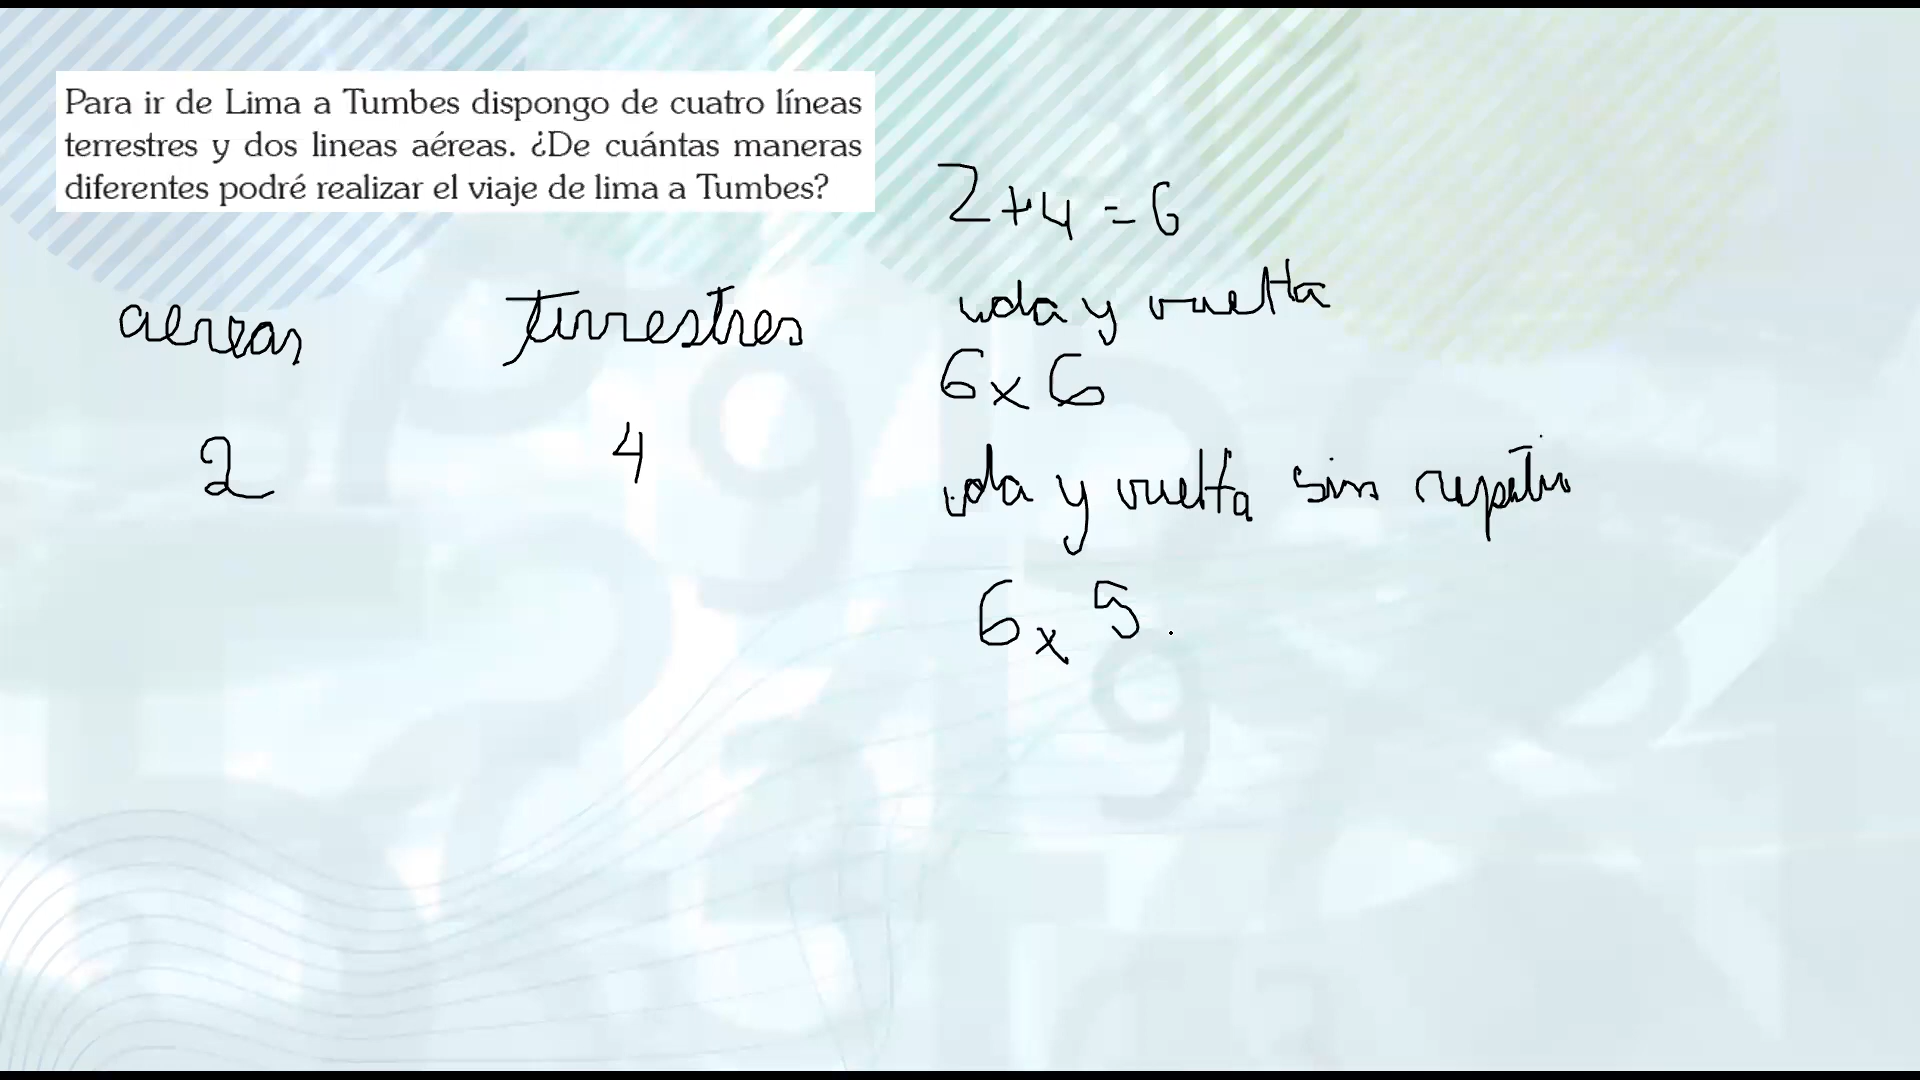 Para ir de Lima a Tumbes dispongo de cuatro líneas
terrestres y dos lineas aéreas. ¿De cuántas maneras
diferentes podré realizar el viaje de lima a Tumbes?
2+4=6
ida y vuelta
6x6
aereas terrestres
2 4
ida y vuelta sin repetir
6x5.